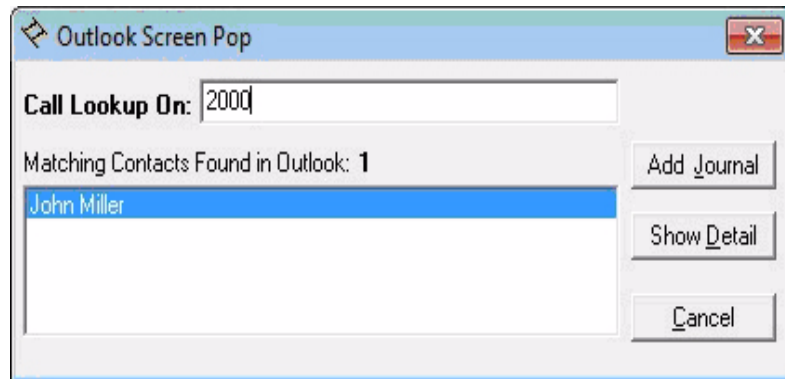 Outlook Screen Pop
Call Lookup On: 2000
Matching Contacts Found in Outlook: 1
Add Journal
John Miller
Show Detail
Cancel